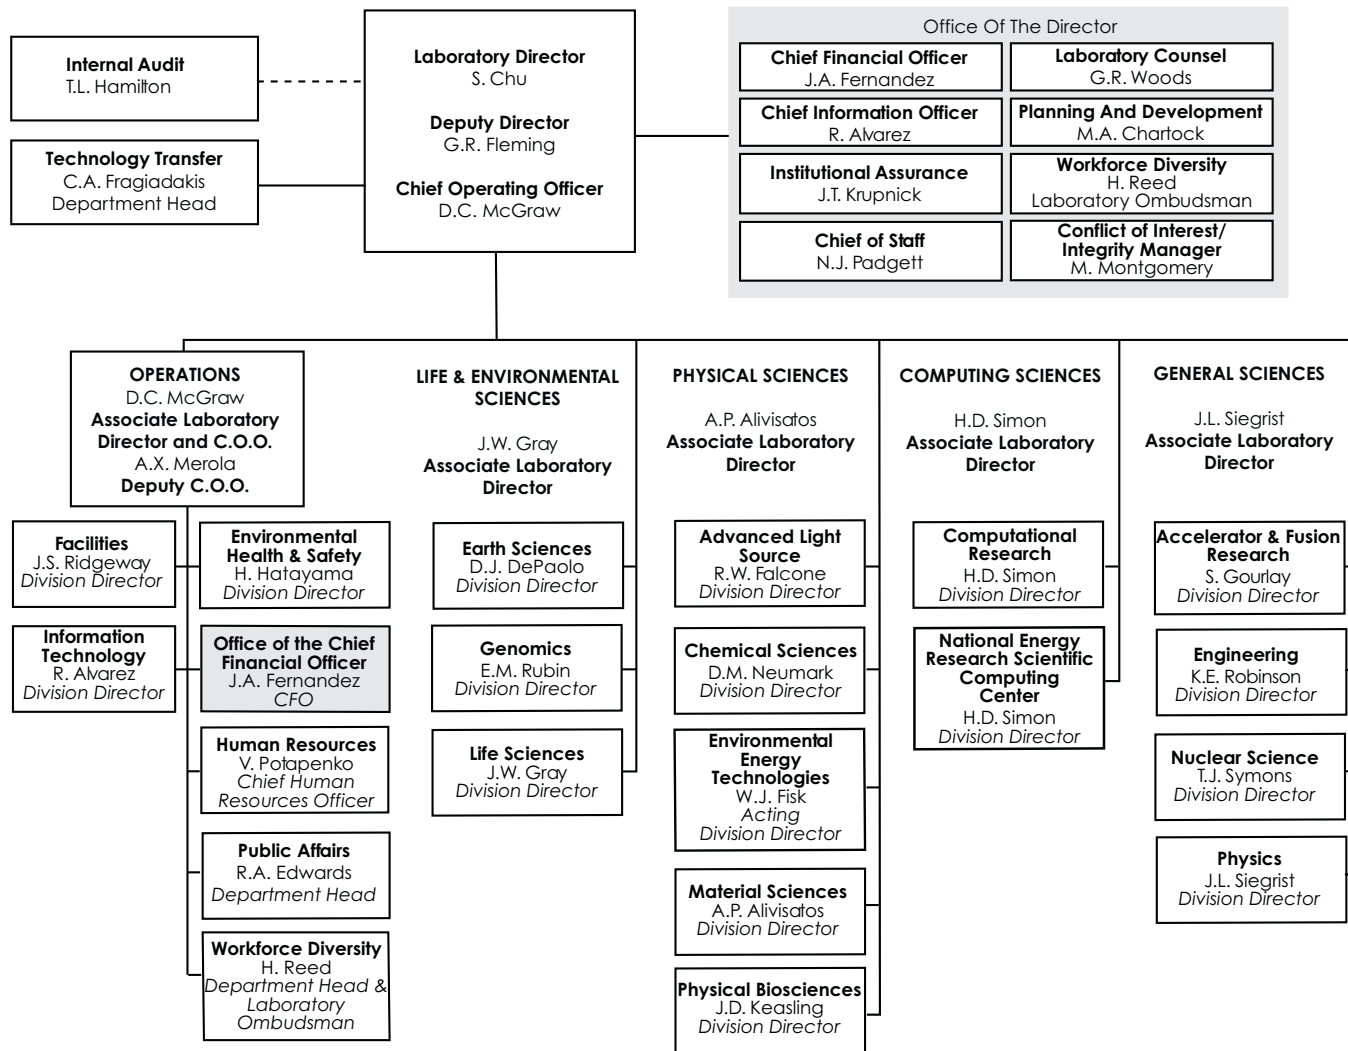 Internal Audit
T.L. Hamilton
Technology Transfer
C.A. Fragiadakis
Department Head
Laboratory Director
S. Chu
Deputy Director
G.R. Fleming
Chief Operating Officer
D.C. McGraw
Office Of The Director
Chief Financial Officer
J.A. Fernandez
Laboratory Counsel
G.R. Woods
Chief Information Officer
R. Alvarez
Planning And Development
M.A. Chartock
Institutional Assurance
J.T. Krupnick
Workforce Diversity
H. Reed
Laboratory Ombudsman
Chief of Staff
N.J. Padgett
Conflict of Interest/
Integrity Manager
M. Montgomery
OPERATIONS
D.C. McGraw
Associate Laboratory
Director and C.O.O.
A.X. Merola
Deputy C.O.O.
Facilities
J.S. Ridgeway
Division Director
Environmental
Health & Safety
H. Hatayama
Division Director
Information
Technology
R. Alvarez
Division Director
Office of the Chief
Financial Officer
J.A. Fernandez
CFO
Human Resources
V. Potapenko
Chief Human
Resources Officer
Public Affairs
R.A. Edwards
Department Head
Workforce Diversity
H. Reed
Department Head &
Laboratory
Ombudsman
LIFE & ENVIRONMENTAL
SCIENCES
J.W. Gray
Associate Laboratory
Director
Earth Sciences
D.J. DePaolo
Division Director
Genomics
E.M. Rubin
Division Director
Life Sciences
J.W. Gray
Division Director
PHYSICAL SCIENCES
A.P. Alivisatos
Associate Laboratory
Director
Advanced Light
Source
R.W. Falcone
Division Director
Chemical Sciences
D.M. Neumark
Division Director
Environmental
Energy
Technologies
W.J. Fisk
Acting
Division Director
Material Sciences
A.P. Alivisatos
Division Director
Physical Biosciences
J.D. Keasling
Division Director
COMPUTING SCIENCES
H.D. Simon
Associate Laboratory
Director
Computational
Research
H.D. Simon
Division Director
National Energy
Research Scientific
Computing
Center
H.D. Simon
Division Director
GENERAL SCIENCES
J.L. Siegrist
Associate Laboratory
Director
Accelerator & Fusion
Research
S. Gourlay
Division Director
Engineering
K.E. Robinson
Division Director
Nuclear Science
T.J. Symons
Division Director
Physics
J.L. Siegrist
Division Director